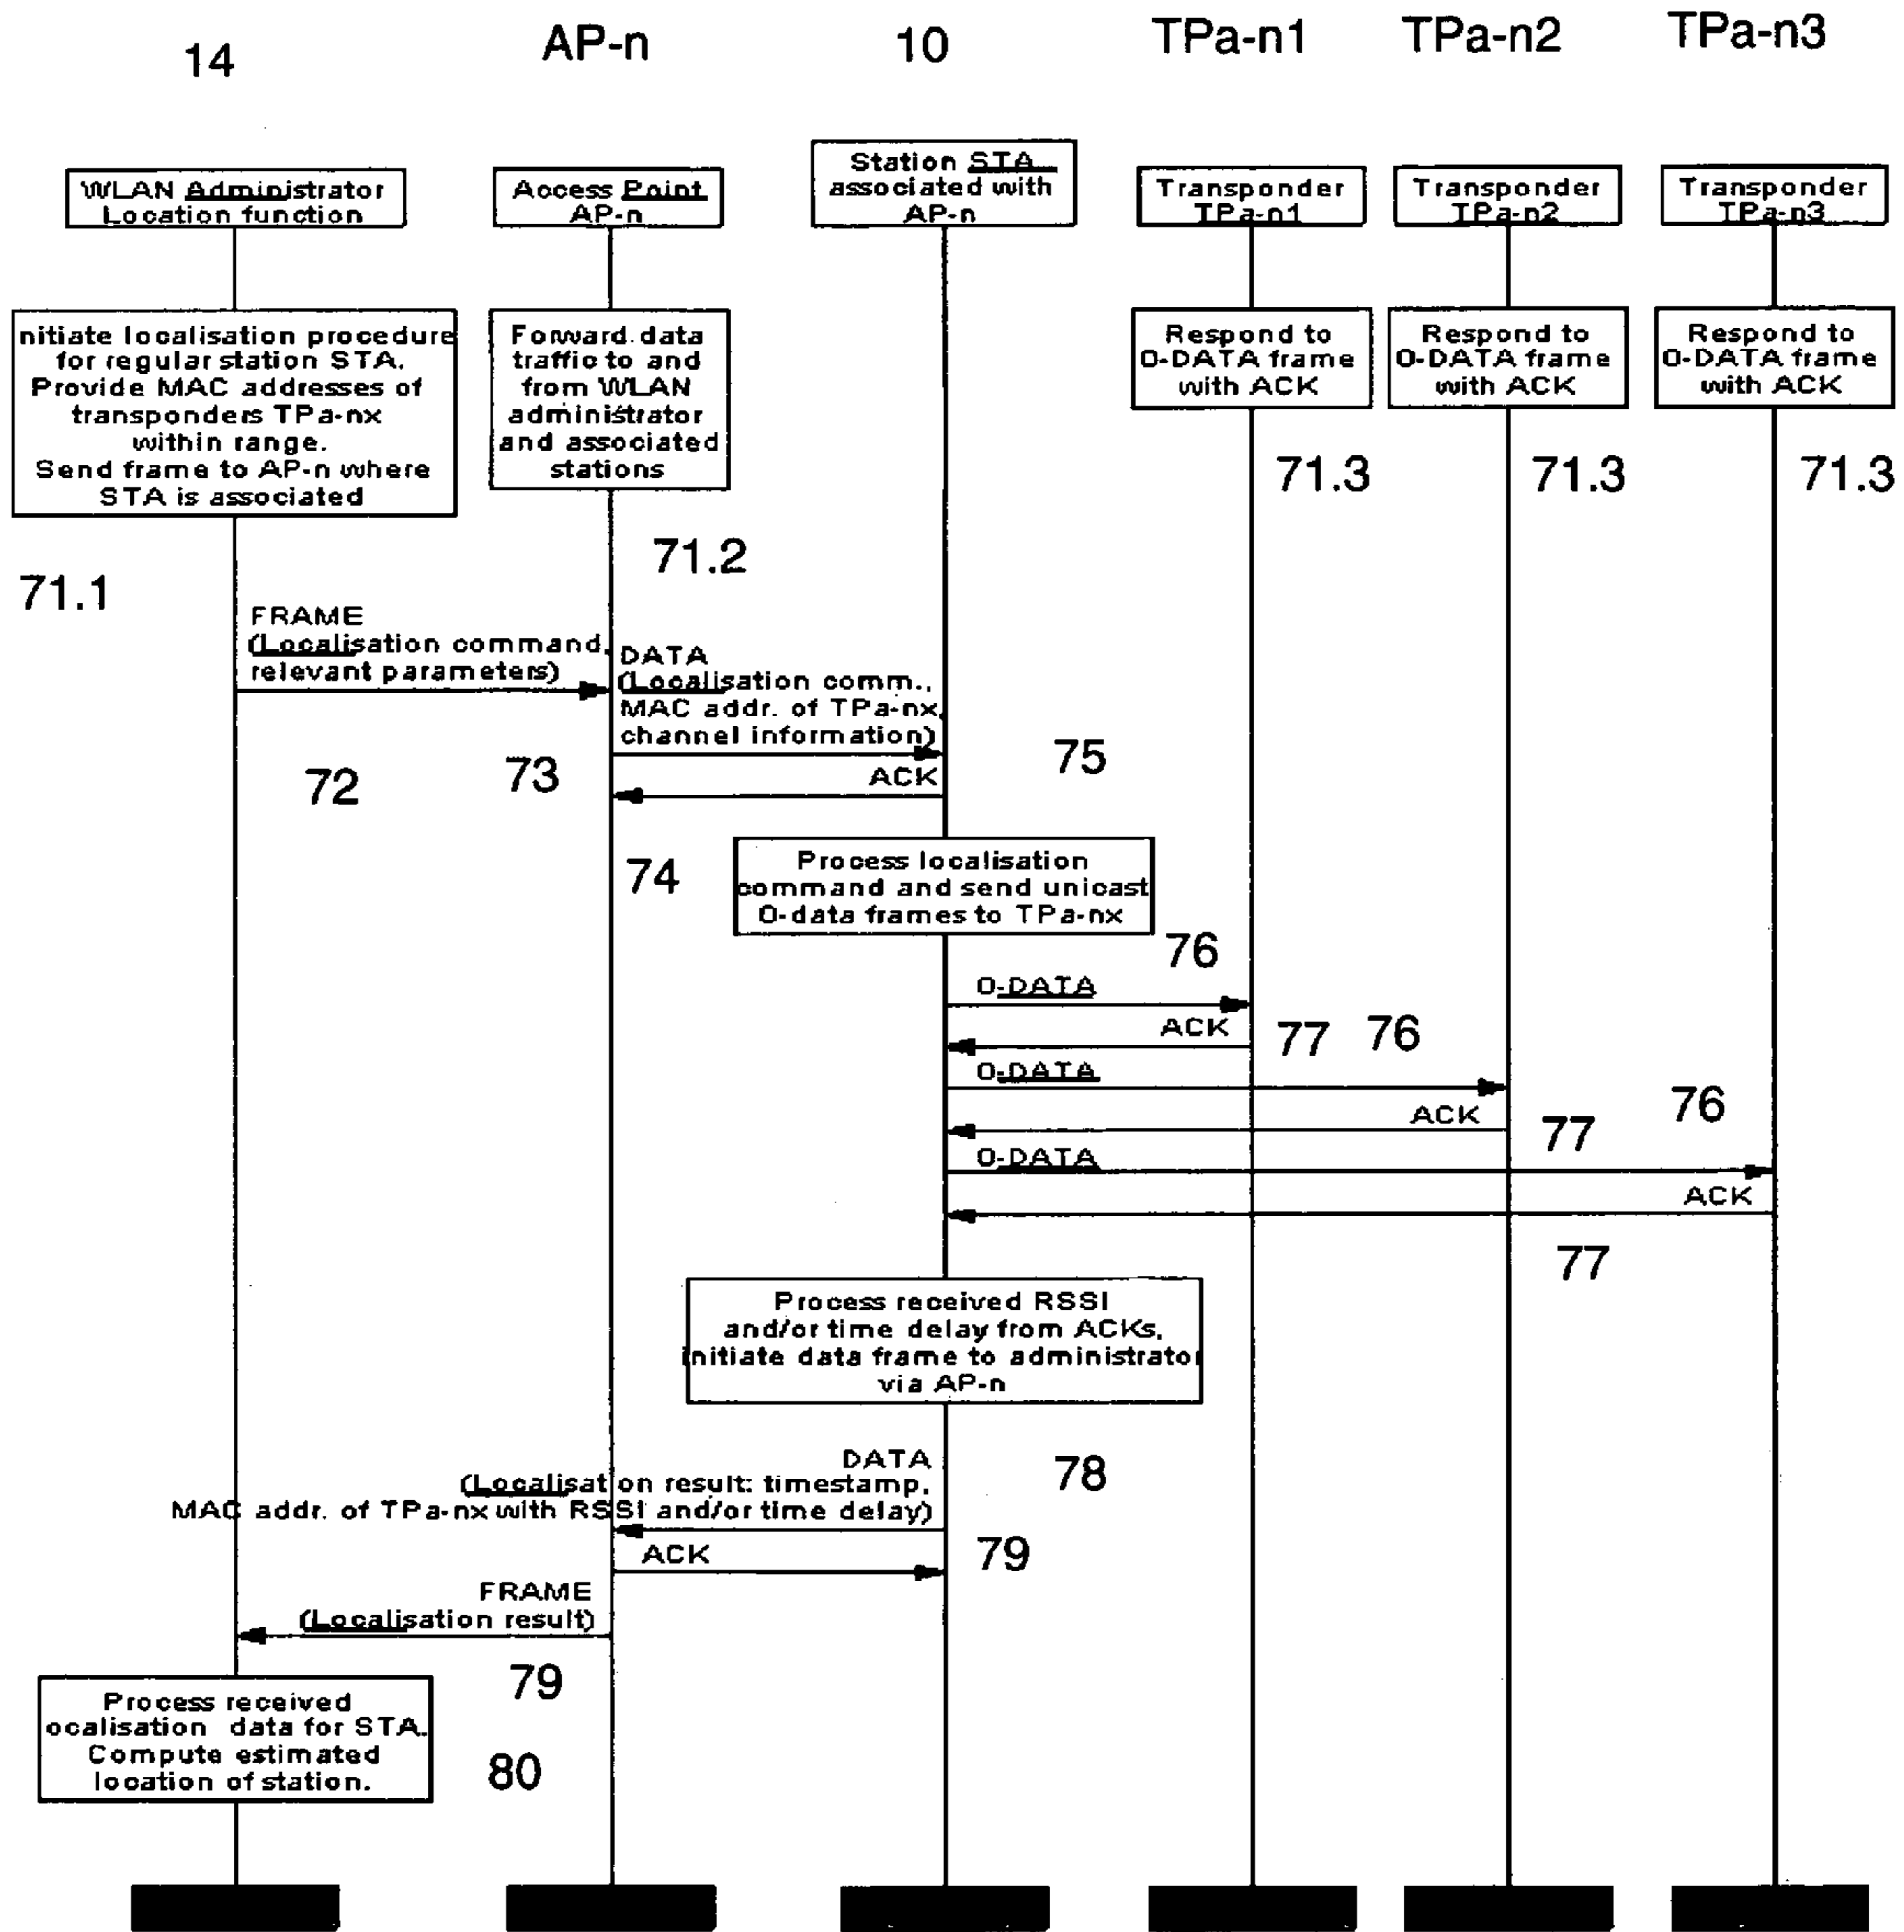 14
AP-n
10
TPa-n1
TPa-n2
TPa-n3
WLAN Administrator
Location function
Access Point
AP-n
Station STA
associated with
AP-n
Transponder
TPa-n1
Transponder
TPa-n2
Transponder
TPa-n3
nitiate localisation procedure
for regular station STA.
Provide MAC addresses of
transponders TPa-nx
within range.
Send frame to AP-n where
STA is associated
Forward data
traffic to and
from WLAN
administrator
and associated
stations
Respond to
0-DATA frame
with ACK
Respond to
0-DATA frame
with ACK
Respond to
0-DATA frame
with ACK
71.3
71.3
71.3
71.2
71.1
FRAME
(Localisation command,
relevant parameters)
DATA
(Localisation comm.,
MAC addr. of TPa-nx,
channel information)
72
73
75
ACK
74
Process localisation
command and send unicast
0-data frames to TPa-nx
76
0-DATA
ACK
77
76
0-DATA
ACK
77
76
0-DATA
ACK
77
Process received RSSI
and/or time delay from ACKs,
initiate data frame to administrator
via AP-n
DATA
(Localisation result: timestamp,
MAC addr. of TPa-nx with RSSI and/or time delay)
78
ACK
79
FRAME
(Localisation result)
79
Process received
ocalisation data for STA.
Compute estimated
location of station.
80